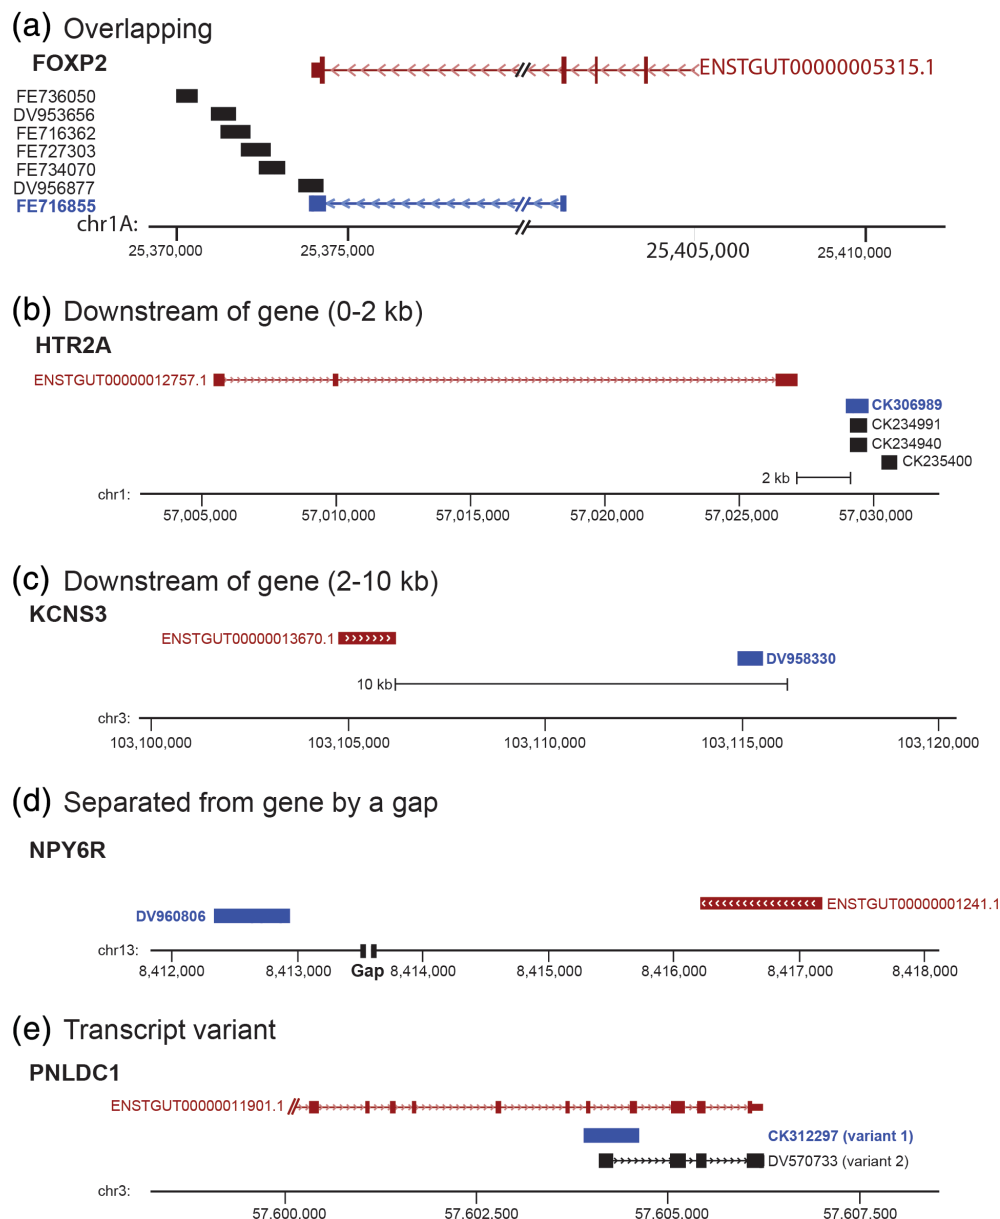 (a) Overlapping
FOXP2
ENSTGUT00000005315.1
FE736050
DV953656
FE716362
FE727303
FE734070
DV956877
FE716855
chr1A:
25,370,000 25,375,000 25,405,000 25,410,000
(b) Downstream of gene (0-2 kb)
HTR2A
ENSTGUT00000012757.1
CK306989
CK234991
CK234940
CK235400
2 kb
chr1:
57,005,000 57,010,000 57,015,000 57,020,000 57,025,000 57,030,000
(c) Downstream of gene (2-10 kb)
KCNS3
ENSTGUT00000013670.1
DV958330
10 kb
chr3:
103,100,000 103,105,000 103,110,000 103,115,000 103,120,000
(d) Separated from gene by a gap
NPY6R
ENSTGUT00000001241.1
DV960806
chr13:
8,412,000 8,413,000 Gap 8,414,000 8,415,000 8,416,000 8,417,000 8,418,000
(e) Transcript variant
PNLDC1
ENSTGUT00000011901.1
CK312297 (variant 1)
DV570733 (variant 2)
chr3:
57.600.000 57.602.500 57.605.000 57.607.500